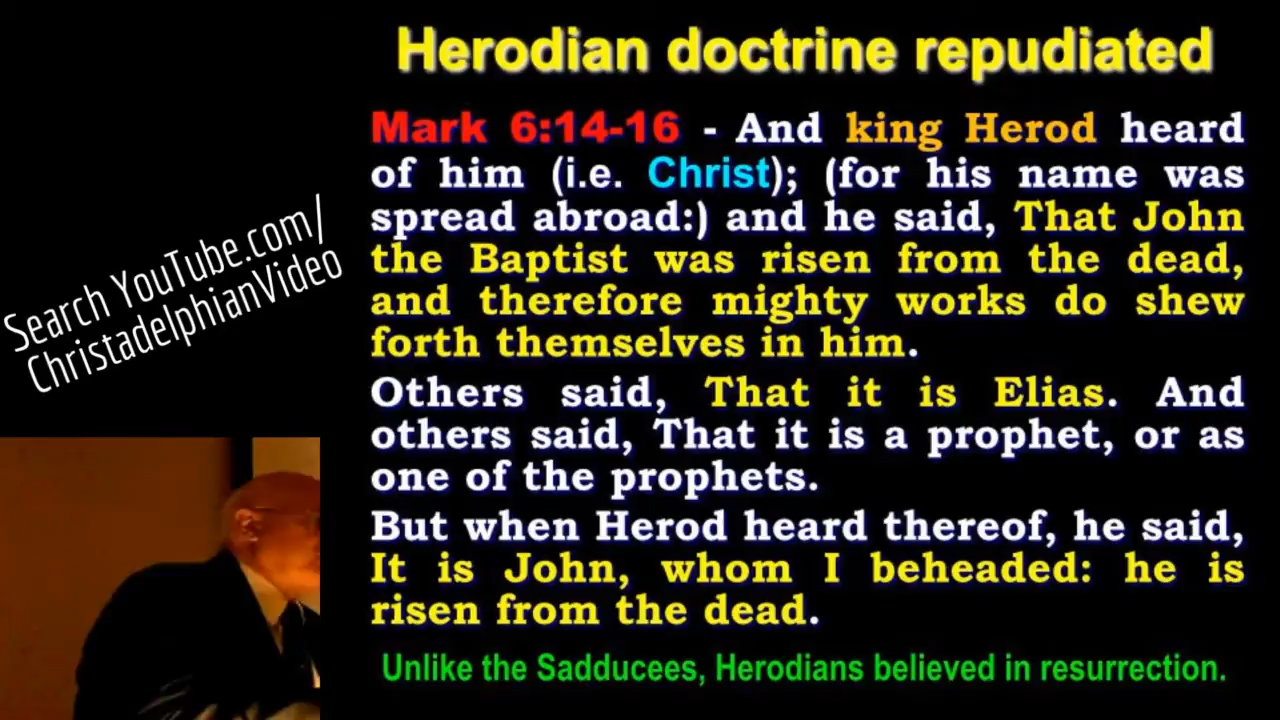 Herodian doctrine repudiated
Mark 6:14-16 - And king Herod heard
of him (i.e. Christ); (for his name was
spread abroad:) and he said, That John
the Baptist was risen from the dead,
and therefore mighty works do shew
forth themselves in him.
Others said, That it is Elias. And
others said, That it is a prophet, or as
one of the prophets.
But when Herod heard thereof, he said,
It is John, whom I beheaded: he is
risen from the dead.
Unlike the Sadducees, Herodians believed in resurrection.
Search YouTube.com/
ChristadelphianVideo